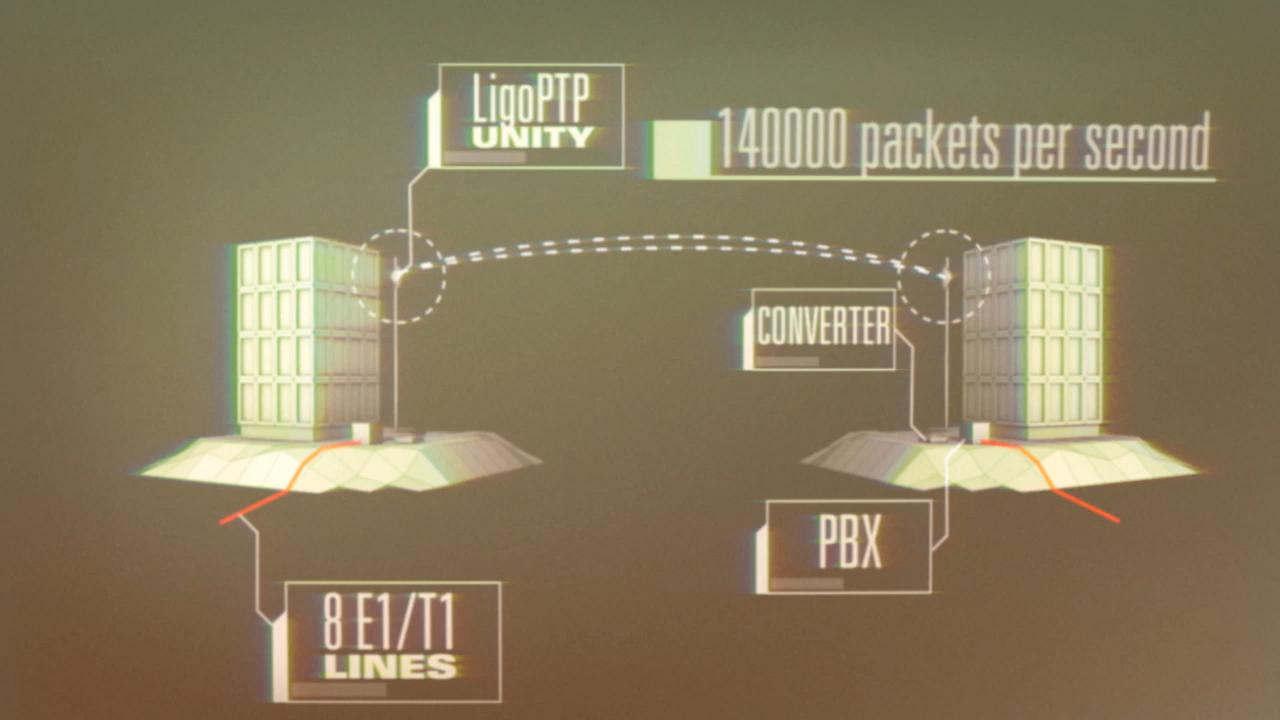 LigoPTP
UNITY
140000 packets per second
CONVERTER
PBX
8 E1/T1
LINES